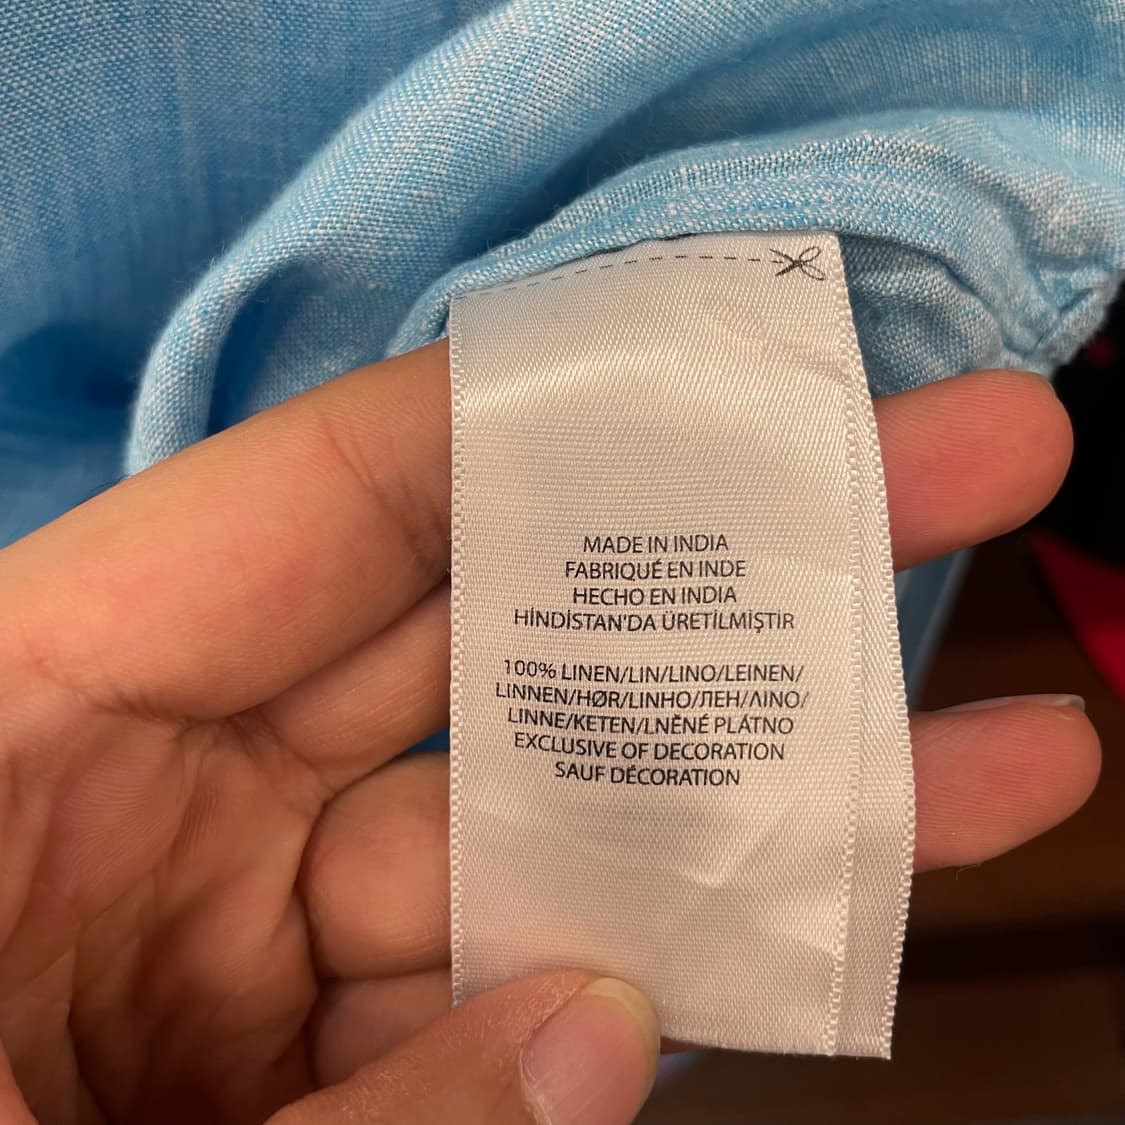 MADE IN INDIA
FABRIQUÉ EN INDE
HECHO EN INDIA
HİNDİSTAN'DA ÜRETİLMİŞTİR
100% LINEN/LIN/LINO/LEINEN/
LINNEN/HØR/LINHO/ЛЕН/ΛΙΝΟ/
LINNE/KETEN/LNĚNÉ PLÁTNO
EXCLUSIVE OF DECORATION
SAUF DÉCORATION